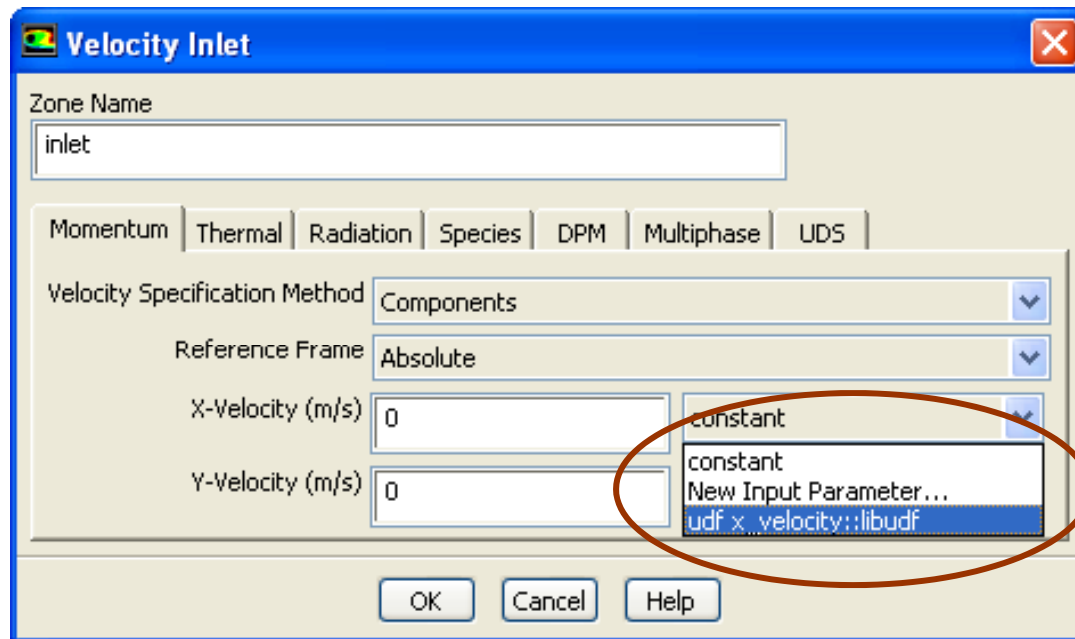 Velocity Inlet
Zone Name
inlet
Momentum Thermal Radiation Species DPM Multiphase UDS
Velocity Specification Method Components
Reference Frame Absolute
X-Velocity (m/s) 0 constant
constant
Y-Velocity (m/s) 0 New Input Parameter...
udf x_velocity::libudf
OK Cancel Help